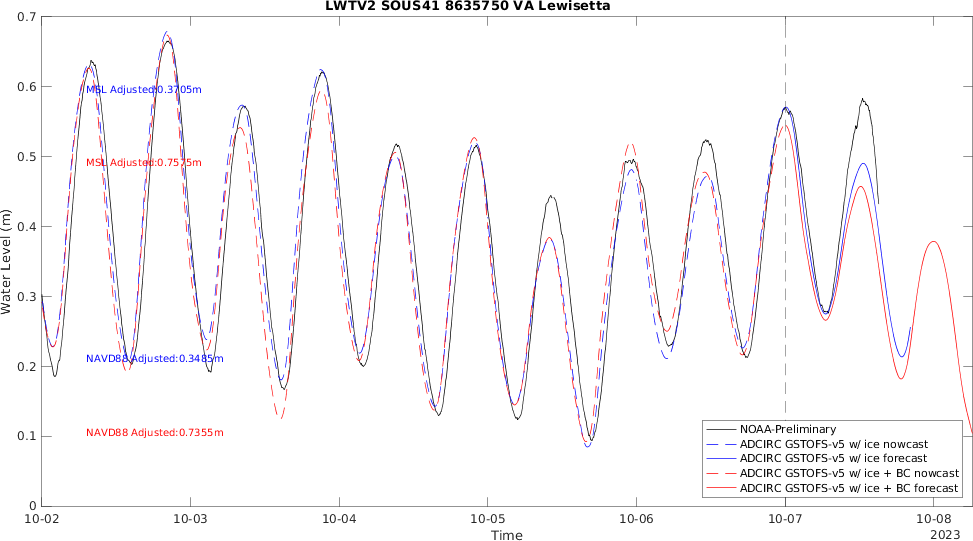 LWTV2 SOUS41 8635750 VA Lewisetta
0.7
0.6
0.5
0.4
0.3
0.2
0.1
0
Water Level (m)
MSL Adjusted:0.3705m
MSL Adjusted:0.7575m
NAVD88 Adjusted:0.3485m
NAVD88 Adjusted:0.7355m
NOAA-Preliminary
ADCIRC GSTOFS-v5 w/ ice nowcast
ADCIRC GSTOFS-v5 w/ ice forecast
ADCIRC GSTOFS-v5 w/ ice + BC nowcast
ADCIRC GSTOFS-v5 w/ ice + BC forecast
10-02 10-03 10-04 10-05 10-06 10-07 10-08
Time
2023